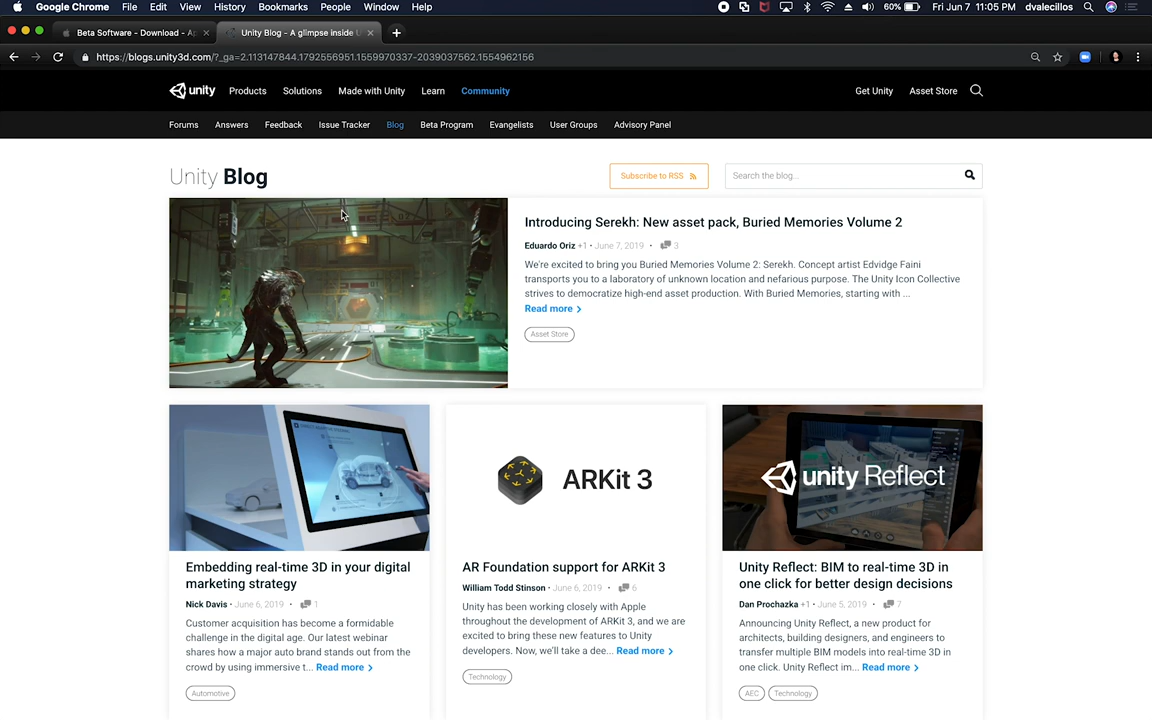 Google Chrome File Edit View History Bookmarks People Window Help
60% Fri Jun 7 11:05 PM dvalecillos
Beta Software - Download - A
Unity Blog - A glimpse inside
https://blogs.unity3d.com/?_ga=2.113147844.1792556951.1559970337-2039037562.1554962156
unity Products Solutions Made with Unity Learn Community Get Unity Asset Store
Forums Answers Feedback Issue Tracker Blog Beta Program Evangelists User Groups Advisory Panel
Unity Blog
Subscribe to RSS
Search the blog...
Introducing Serekh: New asset pack, Buried Memories Volume 2
Eduardo Oriz +1 • June 7, 2019 • 3
We're excited to bring you Buried Memories Volume 2: Serekh. Concept artist Edvidge Faini
transports you to a laboratory of unknown location and nefarious purpose. The Unity Icon Collective
strives to democratize high-end asset production. With Buried Memories, starting with ...
Read more >
Asset Store
ARKit 3
unity Reflect
Embedding real-time 3D in your digital
marketing strategy
Nick Davis • June 6, 2019 • 1
Customer acquisition has become a formidable
challenge in the digital age. Our latest webinar
shares how a major auto brand stands out from the
crowd by using immersive t... Read more >
Automotive
AR Foundation support for ARKit 3
William Todd Stinson • June 6, 2019 • 6
Unity has been working closely with Apple
throughout the development of ARKit 3, and we are
excited to bring these new features to Unity
developers. Now, we'll take a dee... Read more >
Technology
Unity Reflect: BIM to real-time 3D in
one click for better design decisions
Dan Prochazka +1 • June 5, 2019 • 7
Announcing Unity Reflect, a new product for
architects, building designers, and engineers to
transfer multiple BIM models into real-time 3D in
one click. Unity Reflect im... Read more >
AEC Technology